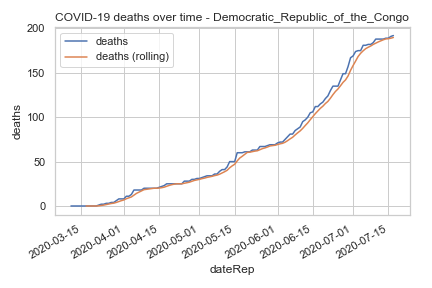 COVID-19 deaths over time - Democratic_Republic_of_the_Congo
deaths
deaths (rolling)
200
150
100
50
0
deaths
2020-03-15
2020-04-01
2020-04-15
2020-05-01
2020-05-15
2020-06-01
2020-06-15
2020-07-01
2020-07-15
dateRep